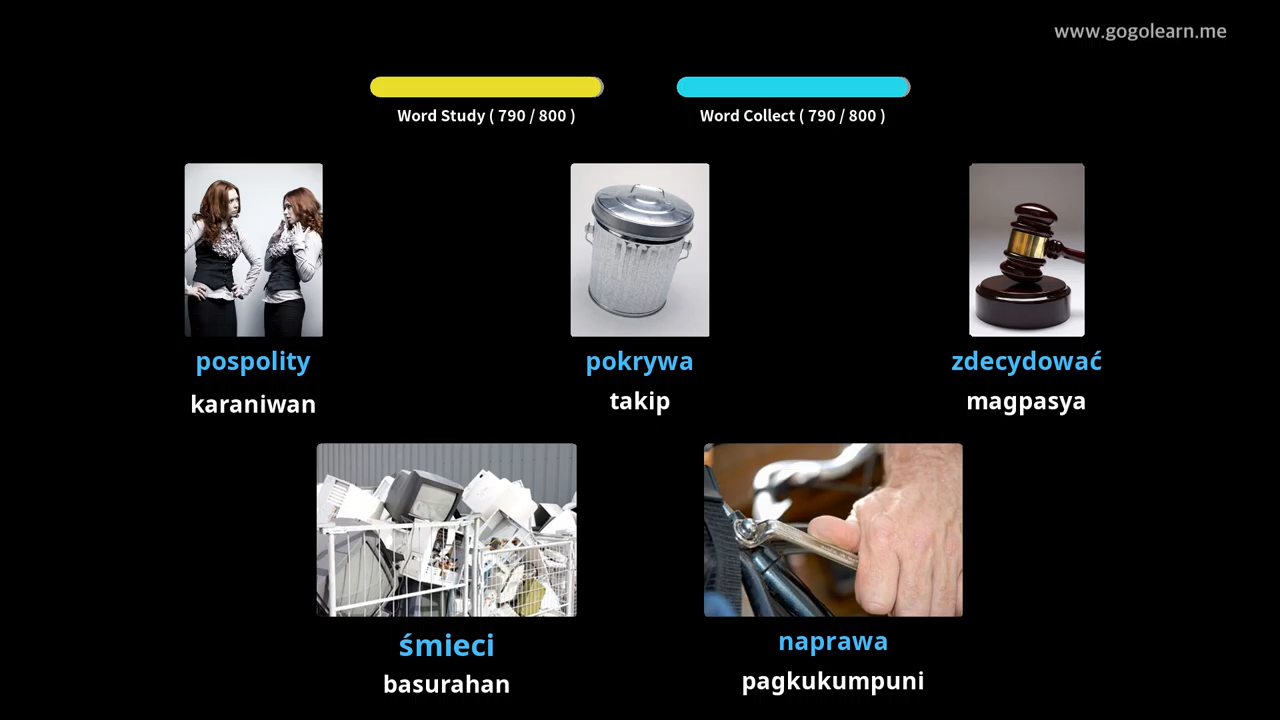 www.gogolearn.me
Word Study ( 790 / 800 )
Word Collect ( 790 / 800 )
pospolity
karaniwan
pokrywa
takip
zdecydować
magpasya
śmieci
basurahan
naprawa
pagkukumpuni